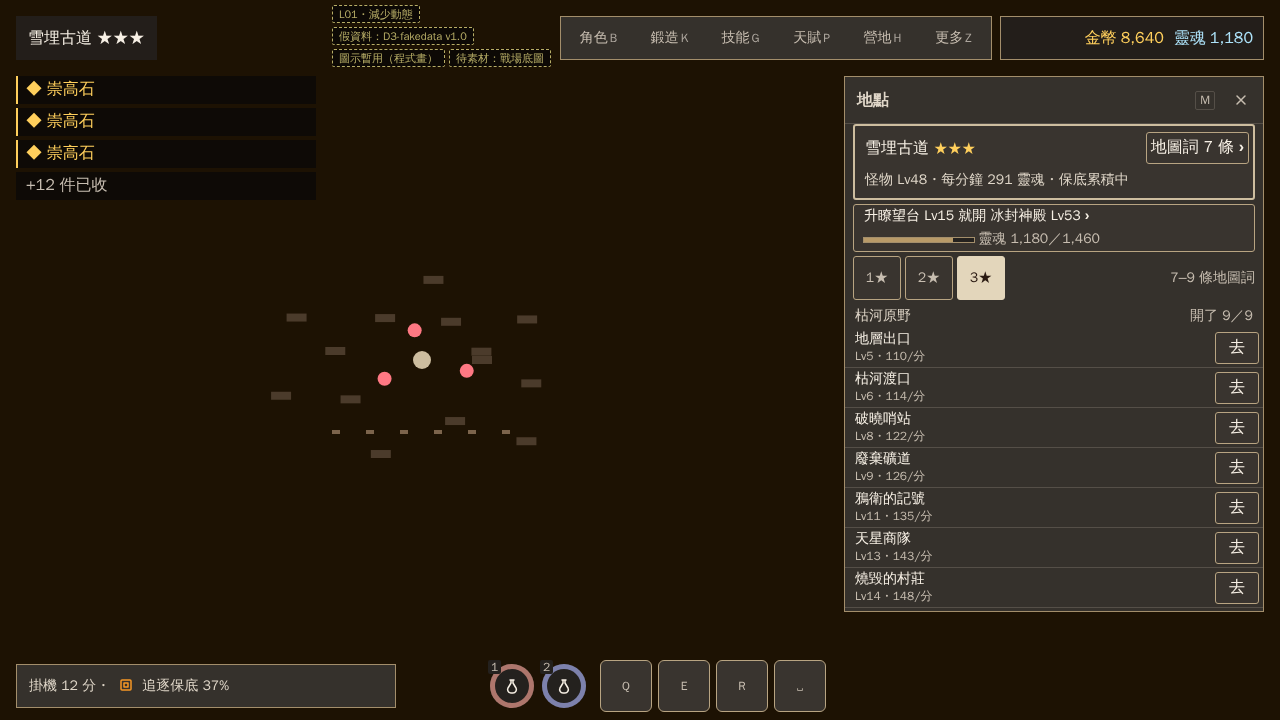 雪埋古道 ★★★
L01・減少動態
假資料：D3-fakedata v1.0
圖示暫用（程式畫）
待素材：戰場底圖
角色B 鍛造K 技能G 天賦P 營地H 更多Z
金幣 8,640 靈魂 1,180
◆ 崇高石
◆ 崇高石
◆ 崇高石
+12 件已收
地點 M ×
雪埋古道 ★★★
地圖詞 7 條 ›
怪物 Lv48・每分鐘 291 靈魂・保底累積中
升瞭望台 Lv15 就開 冰封神殿 Lv53 ›
靈魂 1,180／1,460
1★ 2★ 3★ 7–9 條地圖詞
枯河原野 開了 9／9
地層出口
Lv5・110/分
去
枯河渡口
Lv6・114/分
去
破曉哨站
Lv8・122/分
去
廢棄礦道
Lv9・126/分
去
鴉衛的記號
Lv11・135/分
去
天星商隊
Lv13・143/分
去
燒毀的村莊
Lv14・148/分
去
掛機 12 分・ 追逐保底 37%
1 2 Q E R ⎵